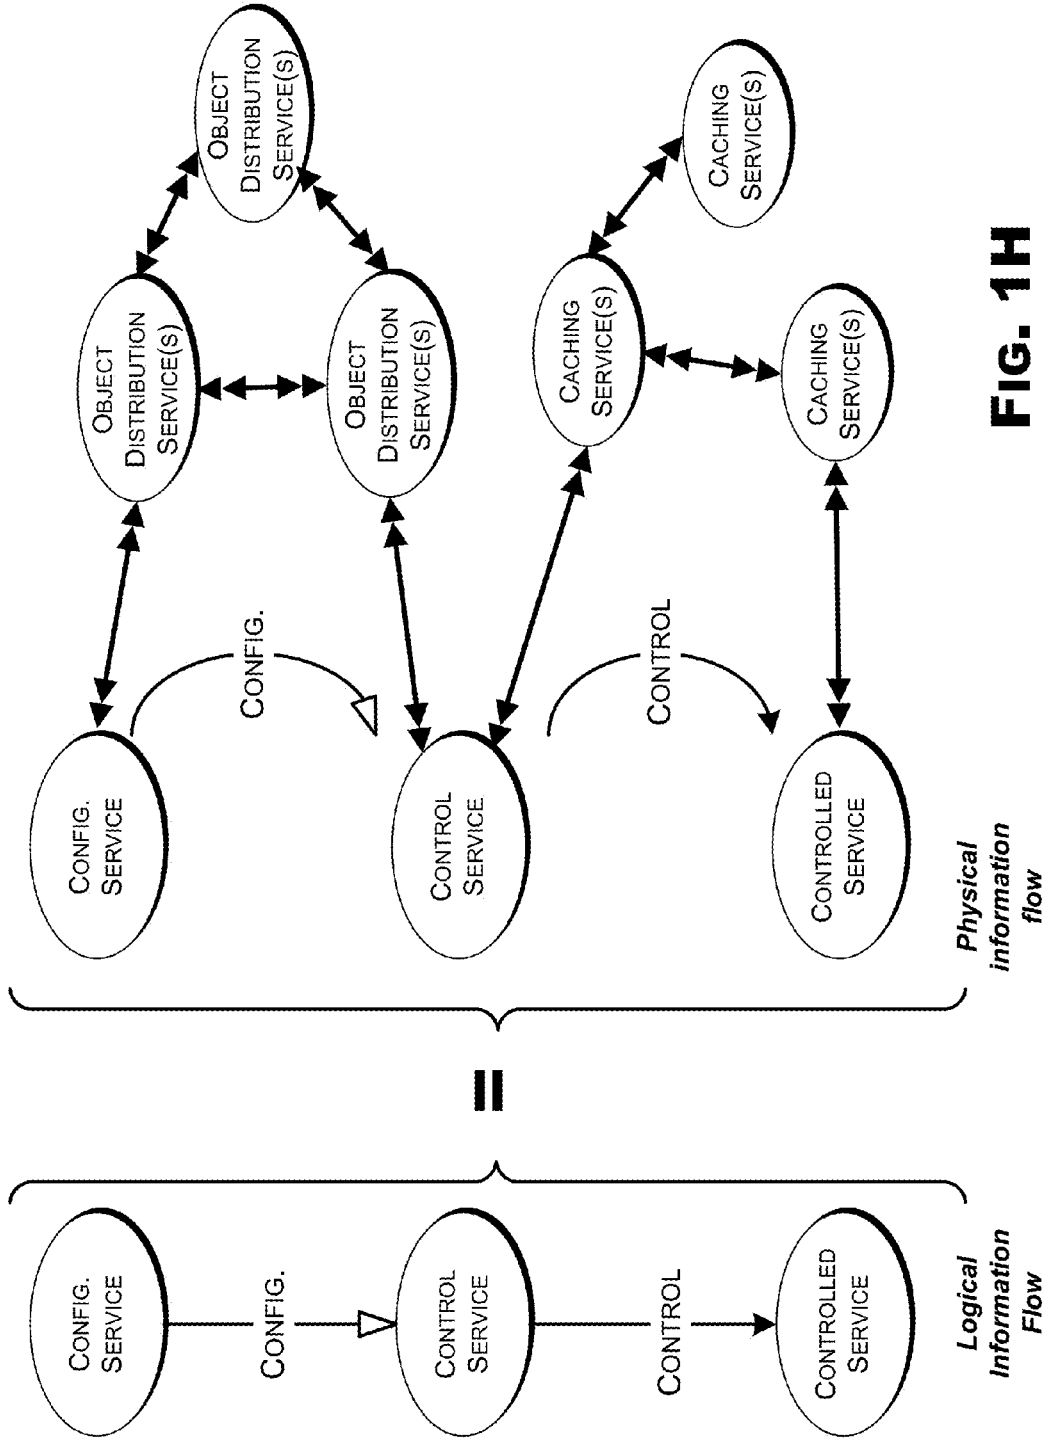 CONFIG.
SERVICE
CONFIG.
CONTROL
SERVICE
CONTROL
CONTROLLED
SERVICE
Logical
Information
Flow
=
CONFIG.
SERVICE
CONFIG.
CONTROL
SERVICE
CONTROL
CONTROLLED
SERVICE
Physical
information
flow
OBJECT
DISTRIBUTION
SERVICE(S)
OBJECT
DISTRIBUTION
SERVICE(S)
OBJECT
DISTRIBUTION
SERVICE(S)
CACHING
SERVICE(S)
CACHING
SERVICE(S)
CACHING
SERVICE(S)
FIG. 1H